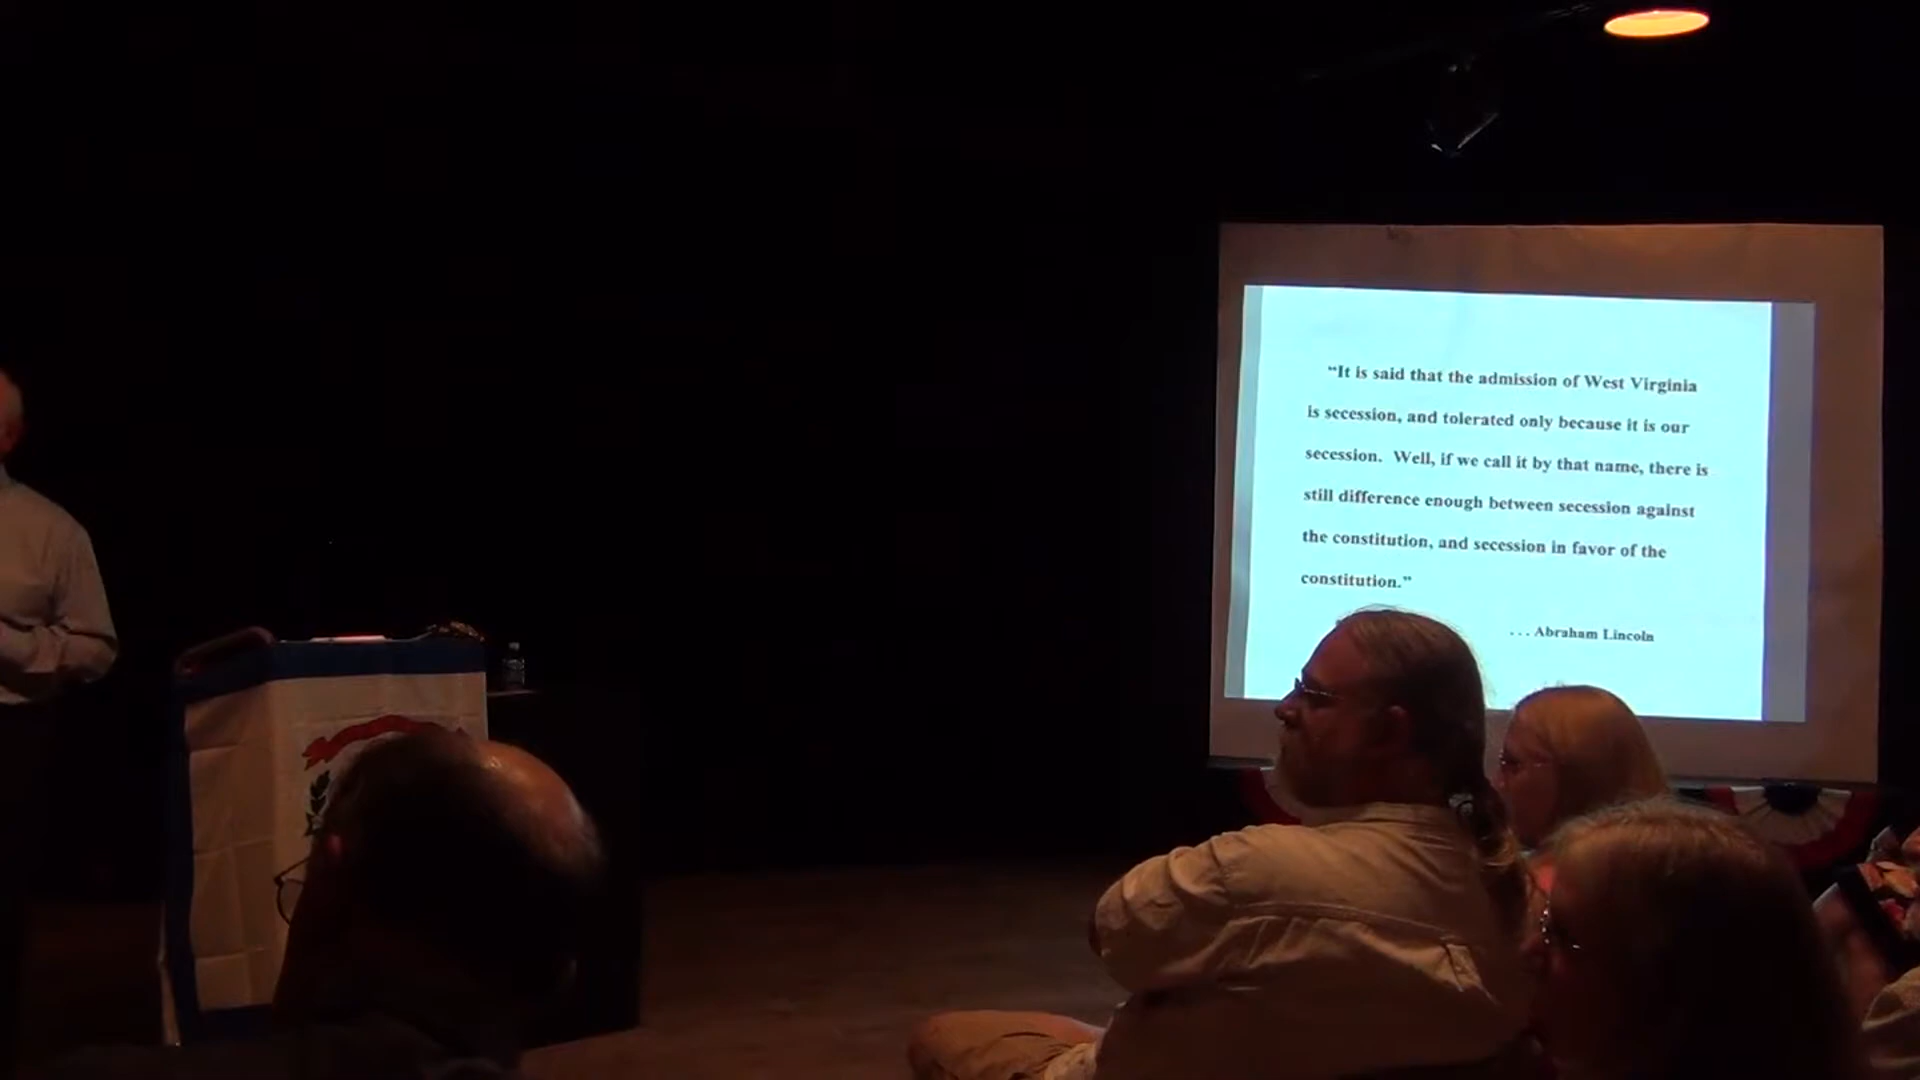 “It is said that the admission of West Virginia
is secession, and tolerated only because it is our
secession.  Well, if we call it by that name, there is
still difference enough between secession against
the constitution, and secession in favor of the
constitution.”
. . . Abraham Lincoln